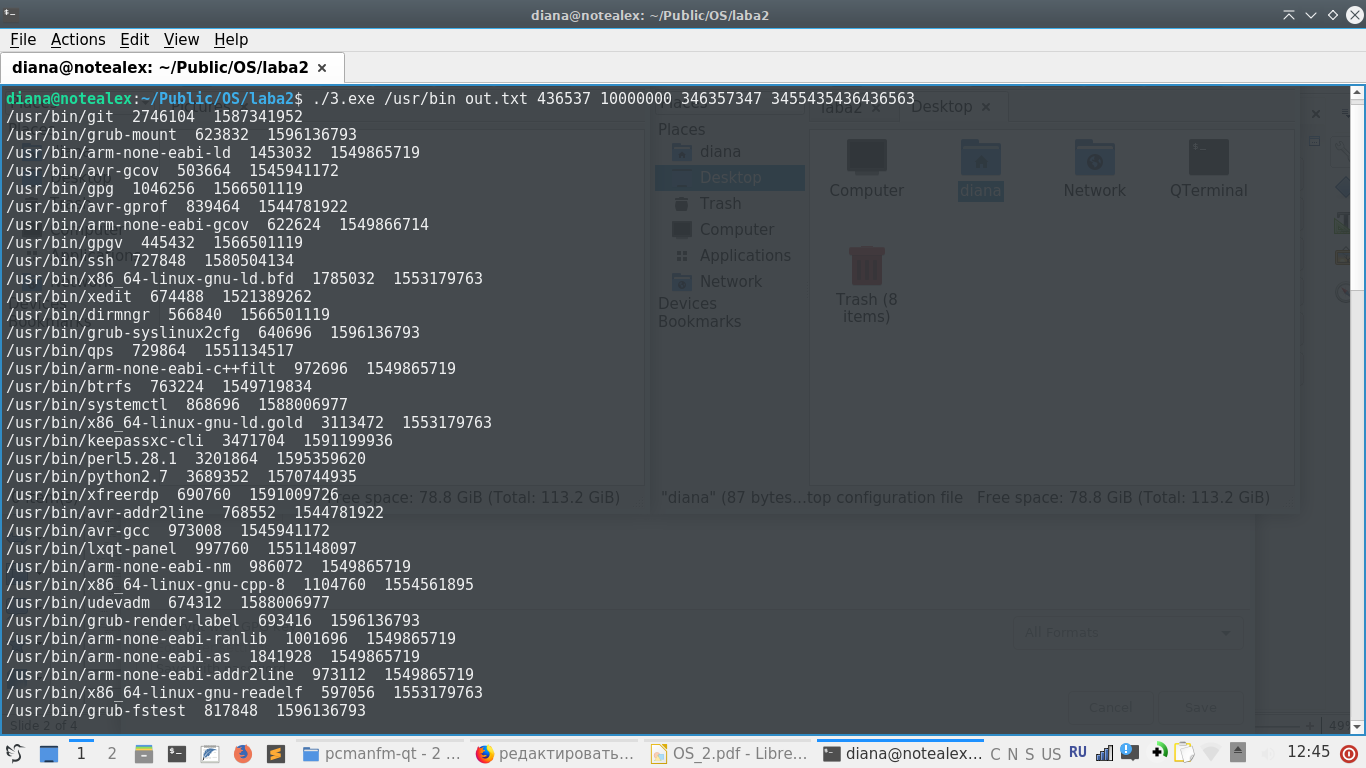 diana@notealex: ~/Public/OS/laba2
File Actions Edit View Help
diana@notealex: ~/Public/OS/laba2
diana@notealex:~/Public/OS/laba2$ ./3.exe /usr/bin out.txt 436537 10000000 346357347 3455435436436563
/usr/bin/git 2746104 1587341952
/usr/bin/grub-mount 623832 1596136793
/usr/bin/arm-none-eabi-ld 1453032 1549865719
/usr/bin/avr-gcov 503664 1545941172
/usr/bin/gpg 1046256 1566501119
/usr/bin/avr-gprof 839464 1544781922
/usr/bin/arm-none-eabi-gcov 622624 1549866714
/usr/bin/gpgv 445432 1566501119
/usr/bin/ssh 727848 1580504134
/usr/bin/x86_64-linux-gnu-ld.bfd 1785032 1553179763
/usr/bin/xedit 674488 1521389262
/usr/bin/dirmngr 566840 1566501119
/usr/bin/grub-syslinux2cfg 640696 1596136793
/usr/bin/qps 729864 1551134517
/usr/bin/arm-none-eabi-c++filt 972696 1549865719
/usr/bin/btrfs 763224 1549719834
/usr/bin/systemctl 868696 1588006977
/usr/bin/x86_64-linux-gnu-ld.gold 3113472 1553179763
/usr/bin/keepassxc-cli 3471704 1591199936
/usr/bin/perl5.28.1 3201864 1595359620
/usr/bin/python2.7 3689352 1570744935
/usr/bin/xfreerdp 690760 1591009726
/usr/bin/avr-addr2line 768552 1544781922
/usr/bin/avr-gcc 973008 1545941172
/usr/bin/lxqt-panel 997760 1551148097
/usr/bin/arm-none-eabi-nm 986072 1549865719
/usr/bin/x86_64-linux-gnu-cpp-8 1104760 1554561895
/usr/bin/udevadm 674312 1588006977
/usr/bin/grub-render-label 693416 1596136793
/usr/bin/arm-none-eabi-ranlib 1001696 1549865719
/usr/bin/arm-none-eabi-as 1841928 1549865719
/usr/bin/arm-none-eabi-addr2line 973112 1549865719
/usr/bin/x86_64-linux-gnu-readelf 597056 1553179763
/usr/bin/grub-fstest 817848 1596136793
laba2
Desktop
Places
diana
Desktop
Trash
Computer
Applications
Network
Devices
Bookmarks
Computer
diana
Network
QTerminal
Trash (8
items)
free space: 78.8 GiB (Total: 113.2 GiB)
"diana" (87 bytes...top configuration file Free space: 78.8 GiB (Total: 113.2 GiB)
All Formats
Cancel
Save
Slide 2 of 4
1
2
pcmanfm-qt - 2 ...
редактировать...
OS_2.pdf - Libre...
diana@notealex...
C N S US
RU
12:45